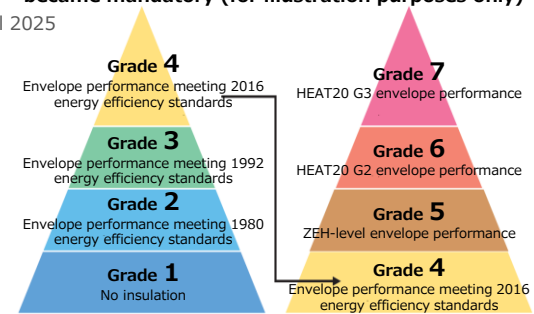 became mandatory (for illustration purposes only)
2025
Grade 4
Envelope performance meeting 2016
energy efficiency standards
Grade 3
Envelope performance meeting 1992
energy efficiency standards
Grade 2
Envelope performance meeting 1980
energy efficiency standards
Grade 1
No insulation
Grade 7
HEAT20 G3 envelope performance
Grade 6
HEAT20 G2 envelope performance
Grade 5
ZEH-level envelope performance
Grade 4
Envelope performance meeting 2016
energy efficiency standards